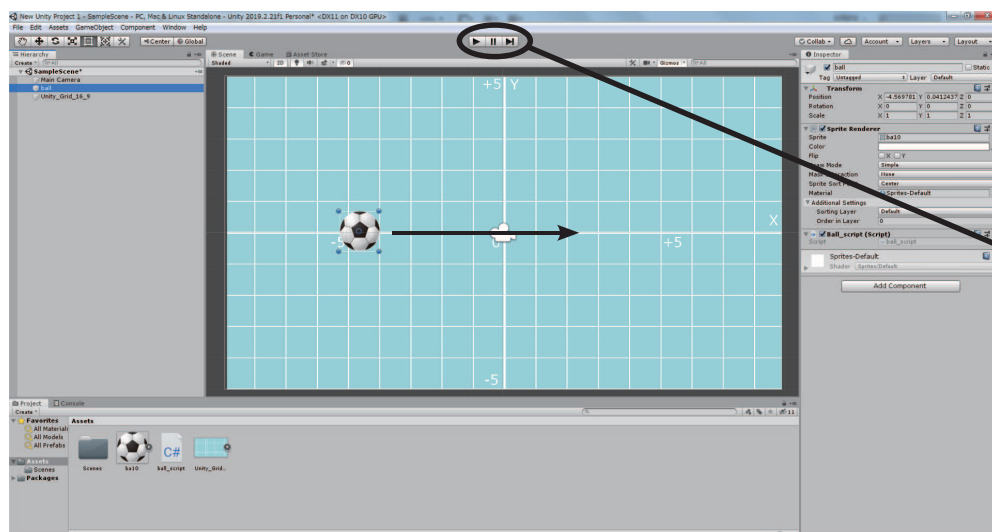 New Unity Project 1 - SampleScene - PC, Mac & Linux Standalone - Unity 2019.2.21f1 Personal* <DX11 on DX10 GPU>
File Edit Assets GameObject Component Window Help
Center Global
Collab Account Layers Layout
Hierarchy
Create All
SampleScene*
Main Camera
ball
Unity_Grid_16_9
Scene Game Asset Store
Shaded 2D 0 Gizmos All
+5 Y
X
-5 0 +5
-5
Inspector
ball Static
Tag Untagged Layer Default
Transform
Position X -4.569781 Y 0.0412437 Z 0
Rotation X 0 Y 0 Z 0
Scale X 1 Y 1 Z 1
Sprite Renderer
Sprite ba10
Color
Flip X Y
Mode Simple
None
Sprite Sort Center
Material Sprites-Default
Additional Settings
Sorting Layer Default
Order in Layer 0
Ball_script (Script)
Script ball_script
Sprites-Default
Shader Sprites/Default
Add Component
Project Console
Create 11
Favorites
All Materials
All Models
All Prefabs
Assets
Scenes
Packages
Assets
C#
Scenes ba10 ball_script Unity_Grid..